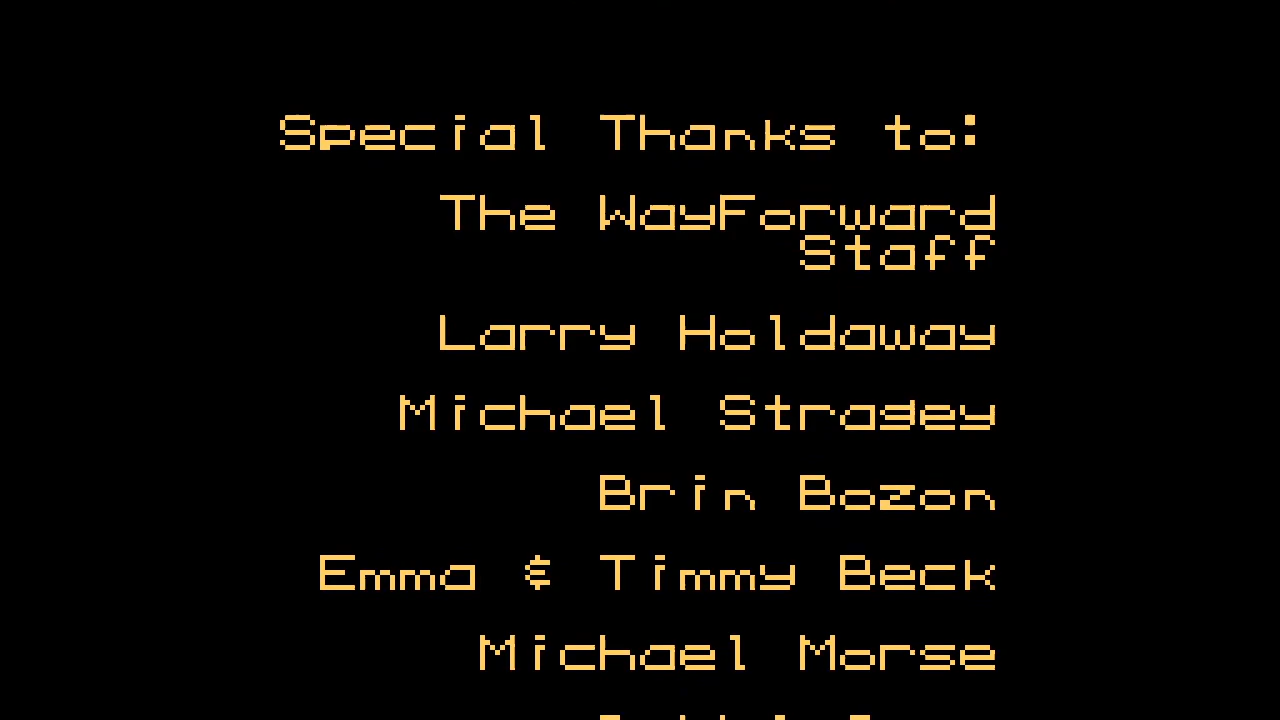 Special Thanks to:
The WayForward
Staff
Larry Holdaway
Michael Stragey
Brin Bozon
Emma & Timmy Beck
Michael Morse